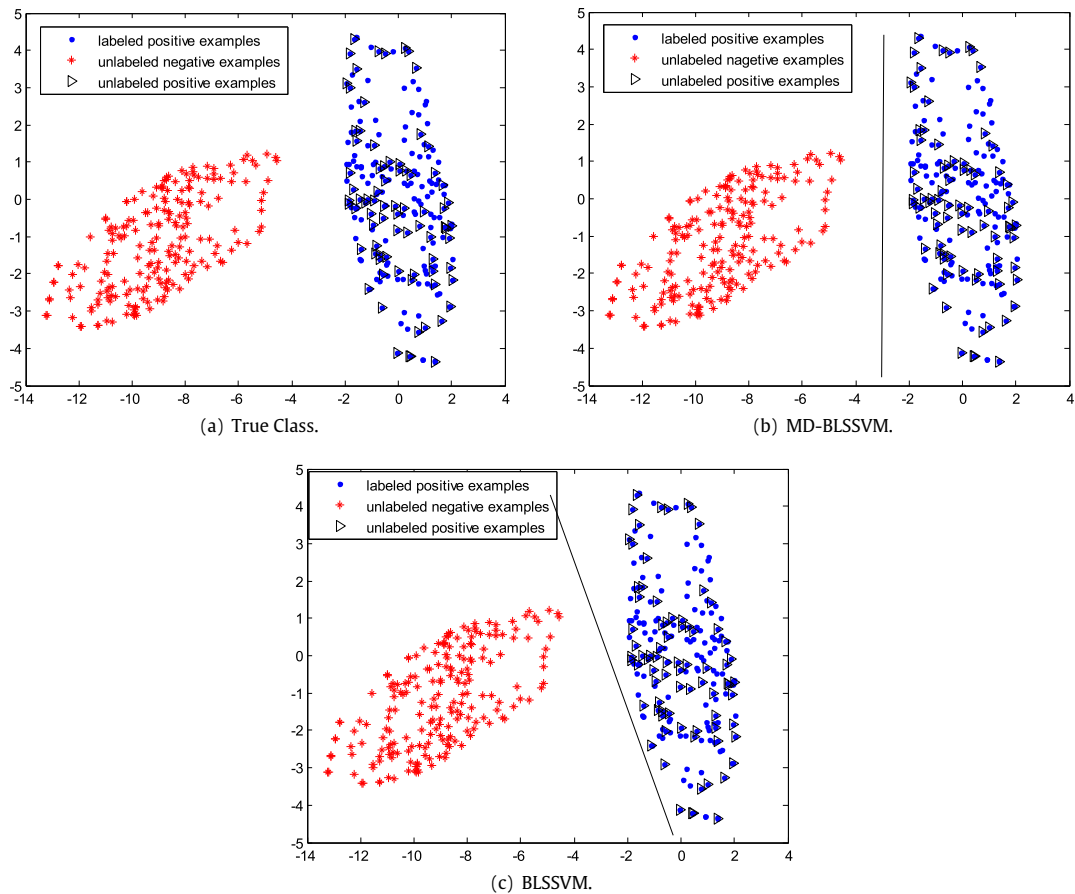 labeled positive examples
unlabeled negative examples
unlabeled positive examples
5
4
3
2
1
0
-1
-2
-3
-4
-5
-14 -12 -10 -8 -6 -4 -2 0 2 4
(a) True Class.
labeled positive examples
unlabeled nagetive examples
unlabeled positive examples
5
4
3
2
1
0
-1
-2
-3
-4
-5
-14 -12 -10 -8 -6 -4 -2 0 2 4
(b) MD-BLSSVM.
labeled positive examples
unlabeled negative examples
unlabeled positive examples
5
4
3
2
1
0
-1
-2
-3
-4
-5
-14 -12 -10 -8 -6 -4 -2 0 2 4
(c) BLSSVM.